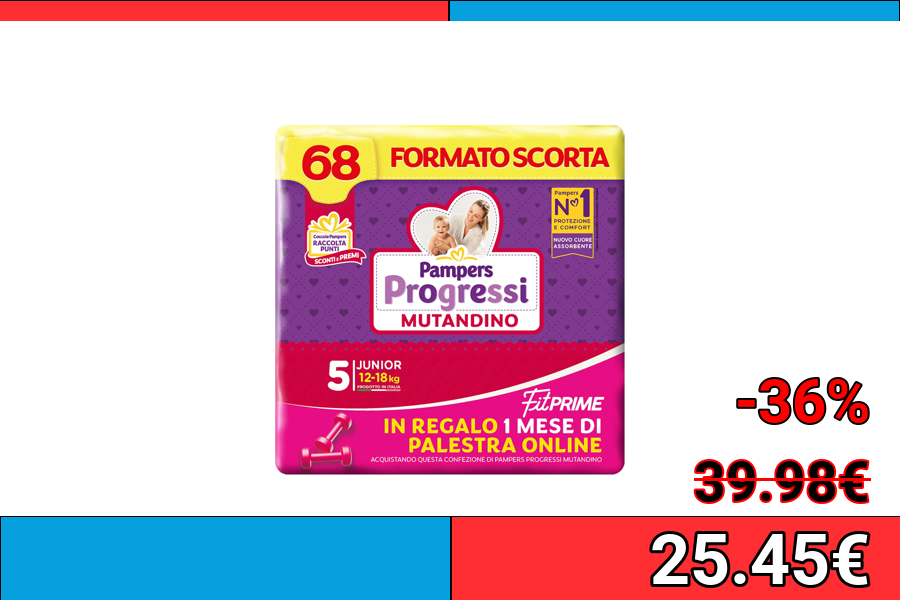 68 FORMATO SCORTA
Coccole Pampers
RACCOLTA
PUNTI
SCONTI e PREMI
Pampers
N°1
PROTEZIONE
E COMFORT
NUOVO CUORE
ASSORBENTE
Pampers
Progressi
MUTANDINO
5 JUNIOR
12-18 kg
PRODOTTO IN ITALIA
FitPRIME
IN REGALO 1 MESE DI
PALESTRA ONLINE
ACQUISTANDO QUESTA CONFEZIONE DI PAMPERS PROGRESSI MUTANDINO
-36%
39.98€
25.45€